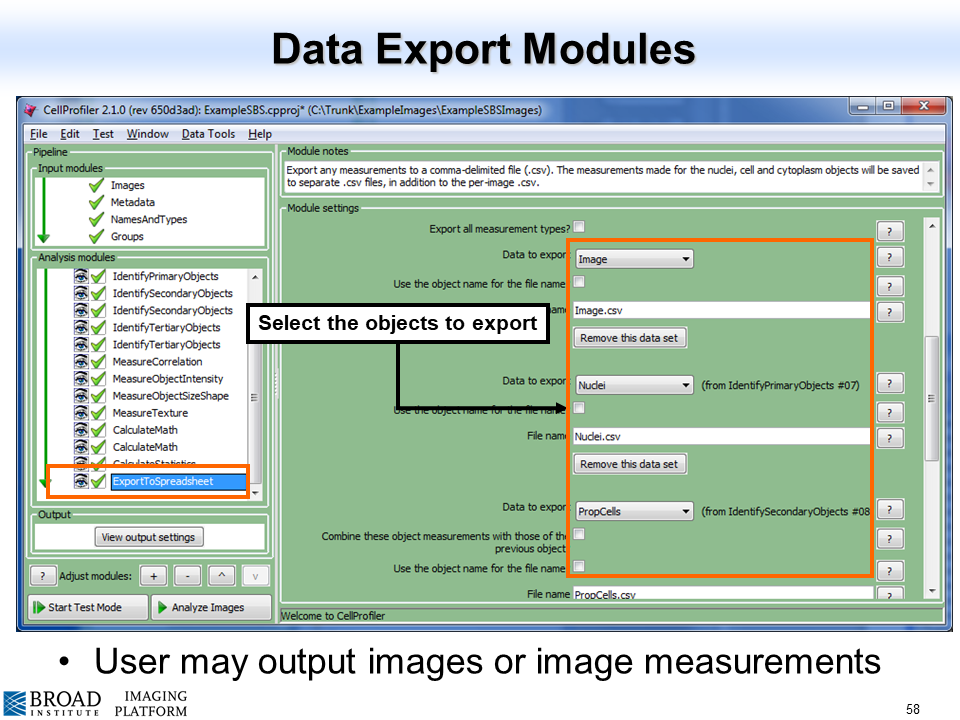 Data Export Modules
CellProfiler 2.1.0 (rev 650d3ad): ExampleSBS.cpproj* (C:\Trunk\ExampleImages\ExampleSBSImages)
File Edit Test Window Data Tools Help
Pipeline
Input modules
Images
Metadata
NamesAndTypes
Groups
Analysis modules
IdentifyPrimaryObjects
IdentifySecondaryObjects
IdentifySecondaryObjects
IdentifyTertiaryObjects
IdentifyTertiaryObjects
MeasureCorrelation
MeasureObjectIntensity
MeasureObjectSizeShape
MeasureTexture
CalculateMath
CalculateMath
CalculateStatistics
ExportToSpreadsheet
Output
View output settings
? Adjust modules: + - ^ v
Start Test Mode Analyze Images
Module notes
Export any measurements to a comma-delimited file (.csv). The measurements made for the nuclei, cell and cytoplasm objects will be saved
to separate .csv files, in addition to the per-image .csv.
Module settings
Export all measurement types? ?
Data to export Image ?
Use the object name for the file name ?
Image.csv ?
Remove this data set
Select the objects to export
Data to export Nuclei (from IdentifyPrimaryObjects #07) ?
Use the object name for the file name ?
File name Nuclei.csv ?
Remove this data set
Data to export PropCells (from IdentifySecondaryObjects #08 ?
Combine these object measurements with those of the ?
previous object
Use the object name for the file name ?
File name PropCells.csv ?
Welcome to CellProfiler
• User may output images or image measurements
BROAD
INSTITUTE
IMAGING
PLATFORM
58